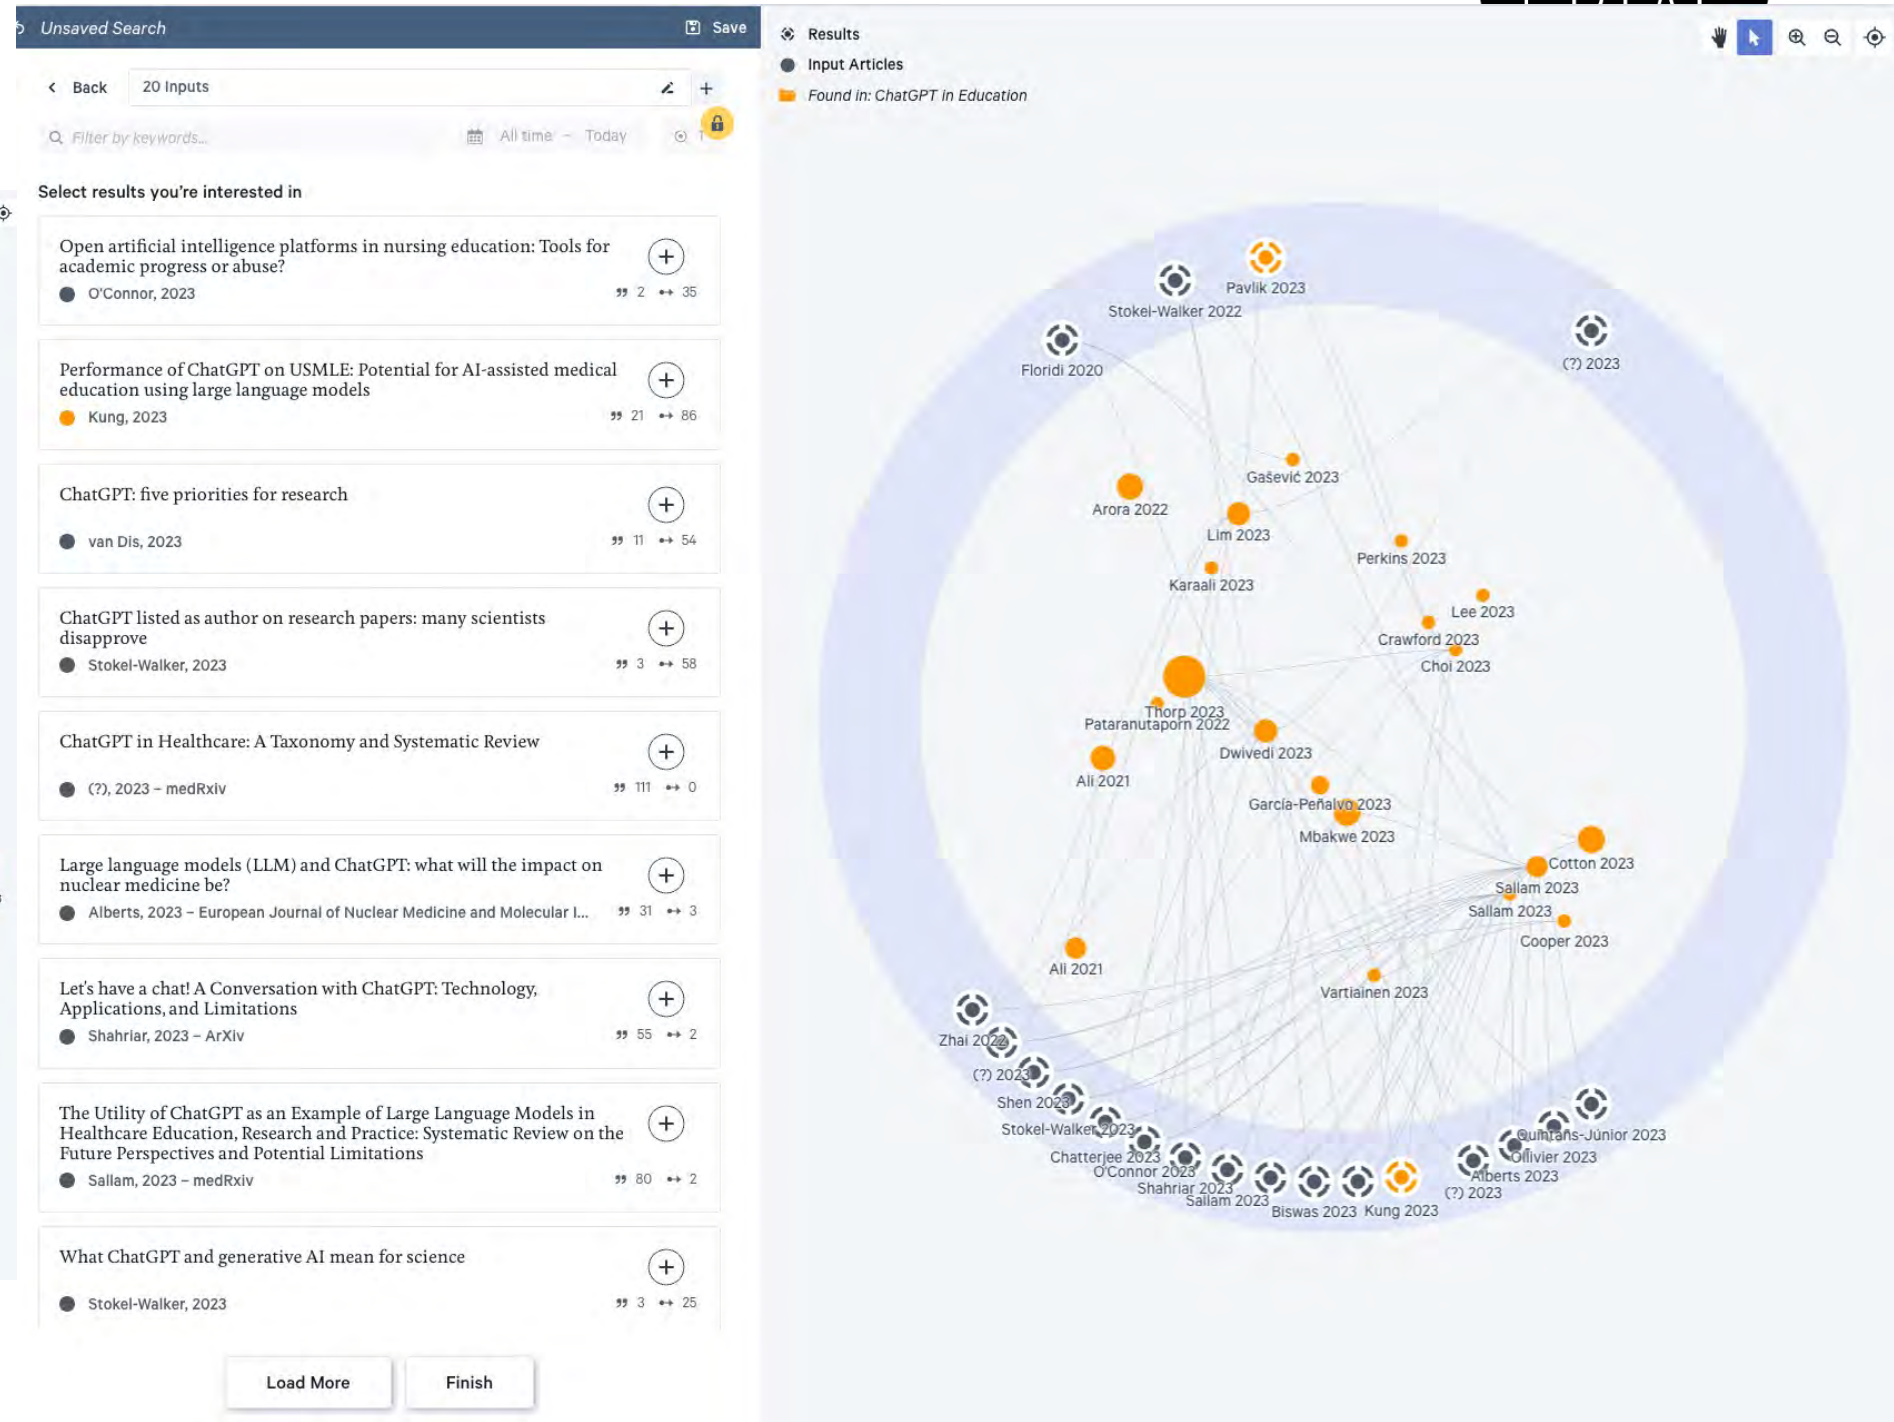 Unsaved Search
Save
Back
20 Inputs
Filter by keywords...
All time – Today
Select results you're interested in
Open artificial intelligence platforms in nursing education: Tools for
academic progress or abuse?
O'Connor, 2023
2 35
Performance of ChatGPT on USMLE: Potential for AI-assisted medical
education using large language models
Kung, 2023
21 86
ChatGPT: five priorities for research
van Dis, 2023
11 54
ChatGPT listed as author on research papers: many scientists
disapprove
Stokel-Walker, 2023
3 58
ChatGPT in Healthcare: A Taxonomy and Systematic Review
(?), 2023 – medRxiv
111 0
Large language models (LLM) and ChatGPT: what will the impact on
nuclear medicine be?
Alberts, 2023 – European Journal of Nuclear Medicine and Molecular I...
31 3
Let's have a chat! A Conversation with ChatGPT: Technology,
Applications, and Limitations
Shahriar, 2023 – ArXiv
55 2
The Utility of ChatGPT as an Example of Large Language Models in
Healthcare Education, Research and Practice: Systematic Review on the
Future Perspectives and Potential Limitations
Sallam, 2023 – medRxiv
80 2
What ChatGPT and generative AI mean for science
Stokel-Walker, 2023
3 25
Load More
Finish
Results
Input Articles
Found in: ChatGPT in Education
Pavlik 2023
Stokel-Walker 2022
Floridi 2020
(?) 2023
Gašević 2023
Arora 2022
Lim 2023
Perkins 2023
Karaali 2023
Lee 2023
Crawford 2023
Choi 2023
Thorp 2023
Pataranutaporn 2022
Dwivedi 2023
Ali 2021
García-Peñalvo 2023
Mbakwe 2023
Cotton 2023
Sallam 2023
Sallam 2023
Cooper 2023
Ali 2021
Vartiainen 2023
Zhai 2022
(?) 2023
Shen 2023
Stokel-Walker 2023
Chatterjee 2023
O'Connor 2023
Shahriar 2023
Sallam 2023
Biswas 2023
Kung 2023
(?) 2023
Alberts 2023
Ollivier 2023
Quintans-Júnior 2023